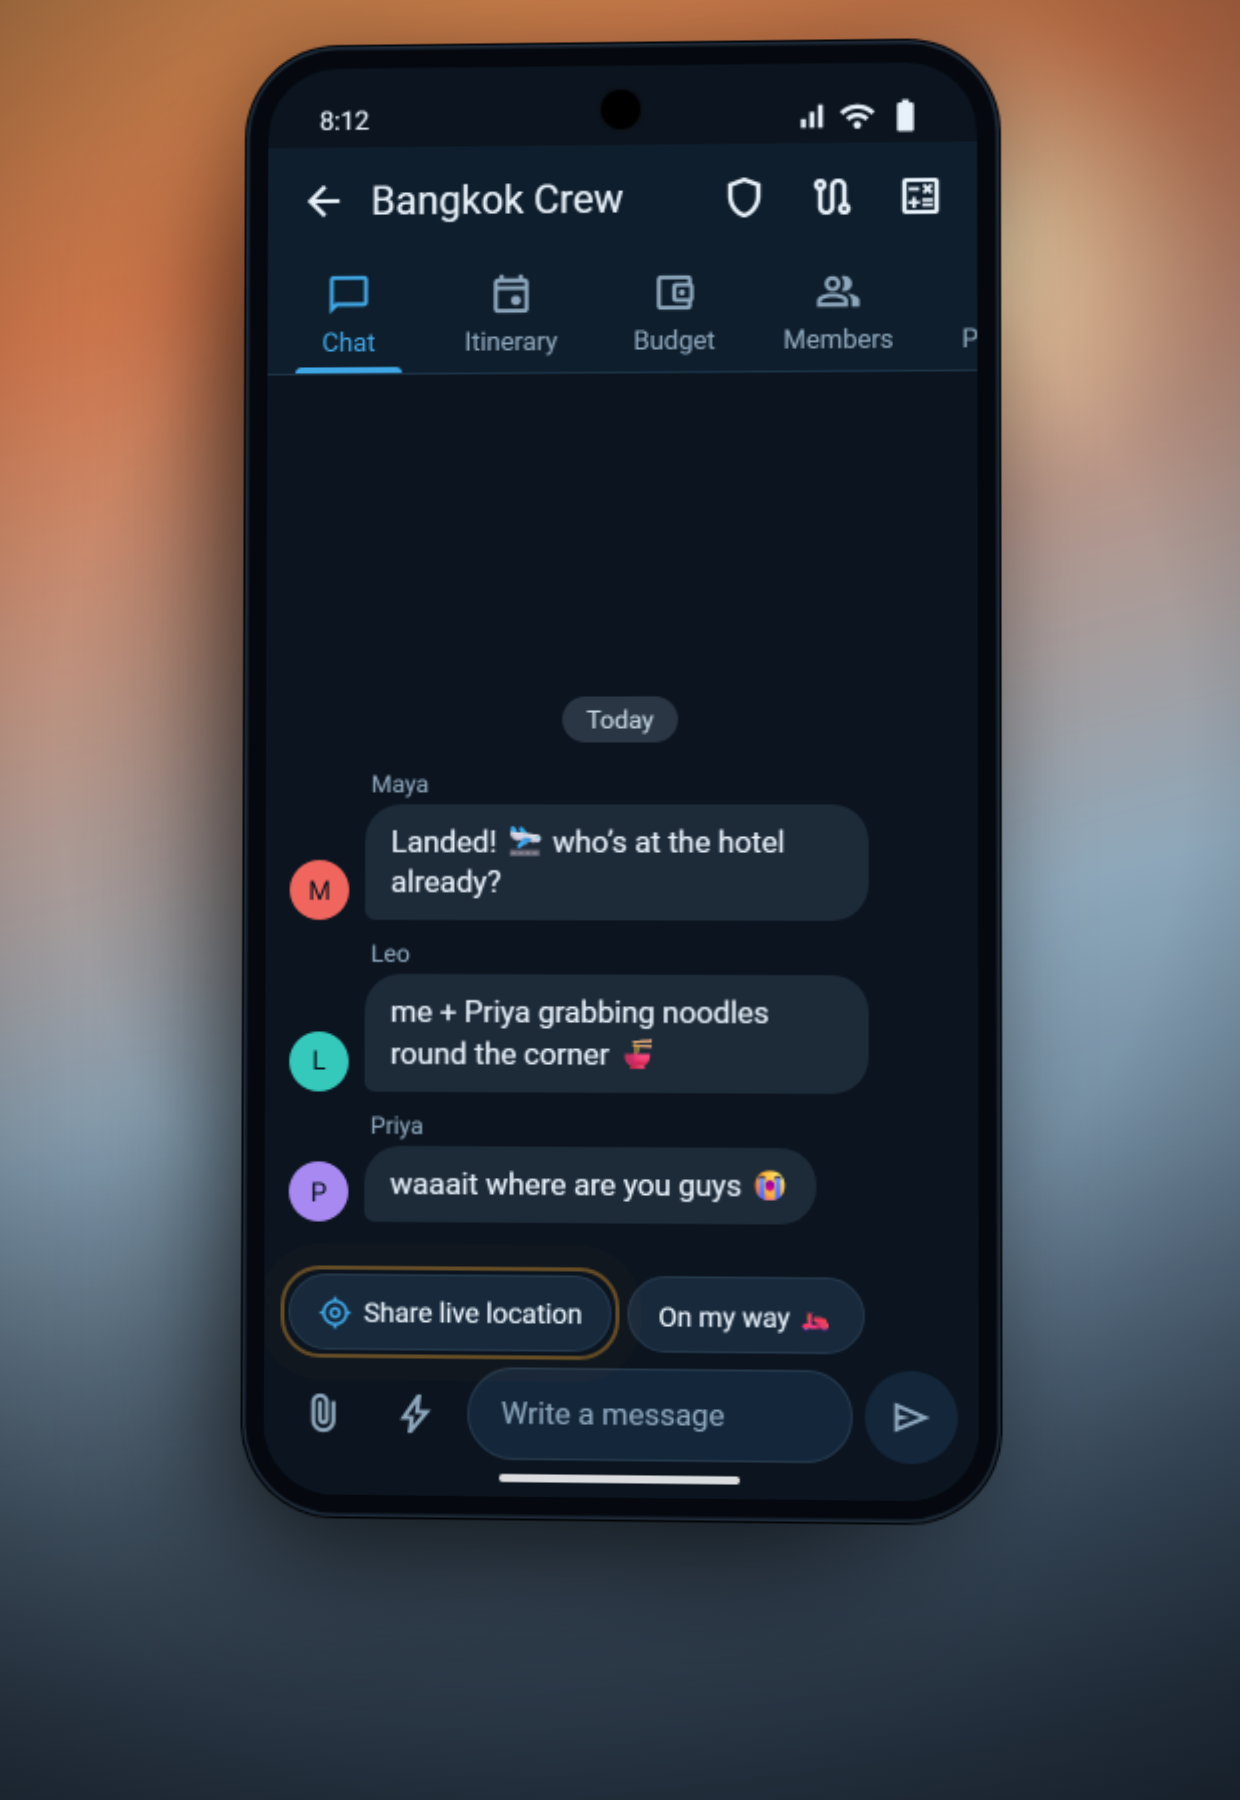 8:12
Bangkok Crew
Chat
Itinerary
Budget
Members
P
Today
Maya
Landed! 🛬 who's at the hotel
already?
M
Leo
me + Priya grabbing noodles
round the corner 🍜
L
Priya
waaait where are you guys 😭
P
Share live location
On my way 🛵
Write a message